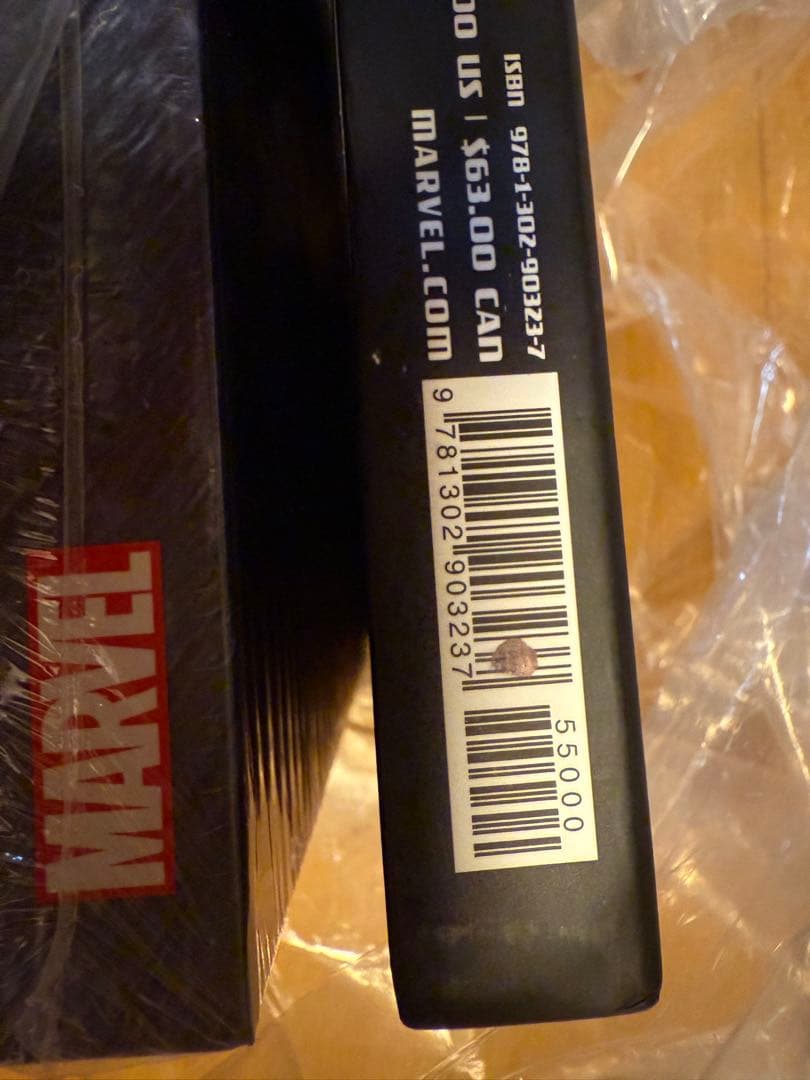 ISBN 978-1-302-90323-7
00 US | $63.00 CAN
MARVEL.COM
9 781302 903237
55000
MARVEL